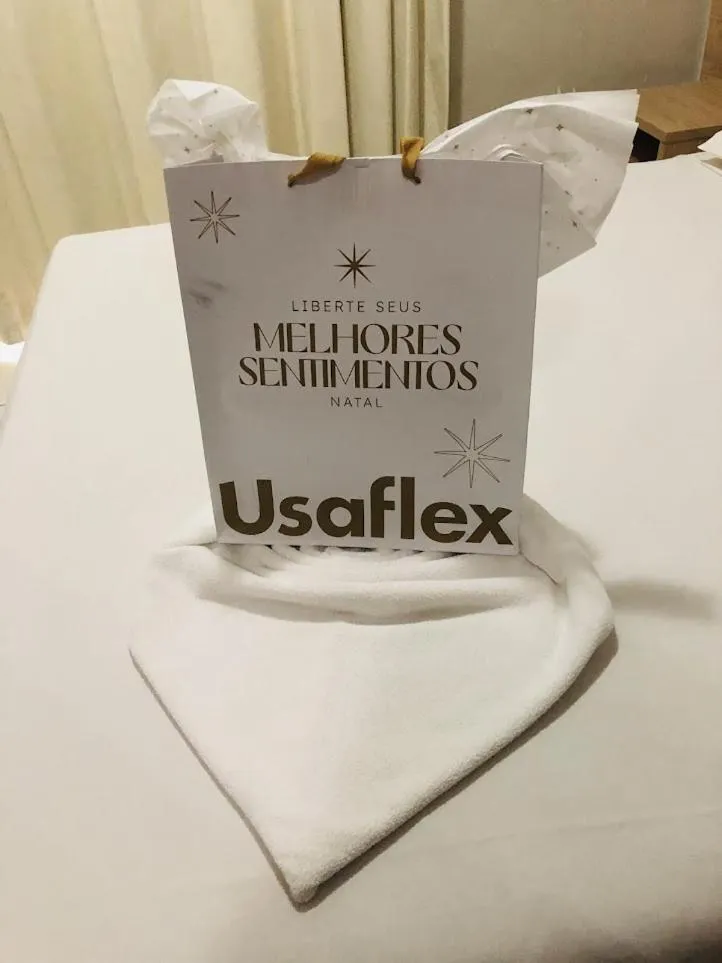 LIBERTE SEUS
MELHORES
SENTIMENTOS
NATAL
Usaflex